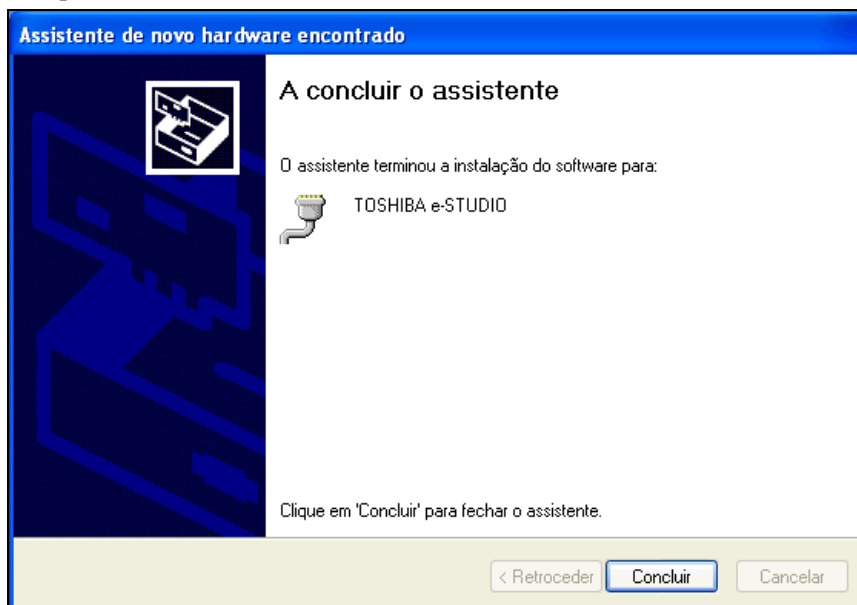 Assistente de novo hardware encontrado
A concluir o assistente
O assistente terminou a instalação do software para:
TOSHIBA e-STUDIO
Clique em 'Concluir' para fechar o assistente.
< Retroceder Concluir Cancelar